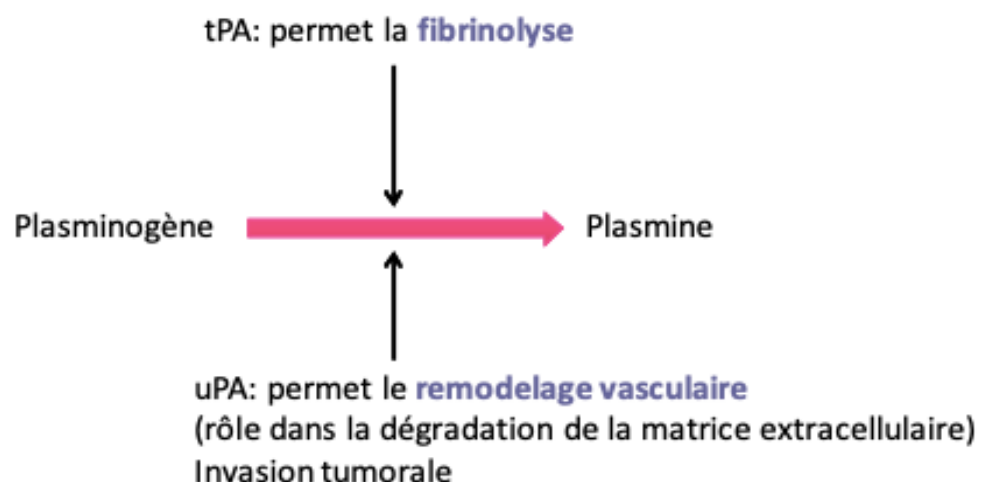 tPA: permet la fibrinolyse
Plasminogène
Plasmine
uPA: permet le remodelage vasculaire
(rôle dans la dégradation de la matrice extracellulaire)
Invasion tumorale